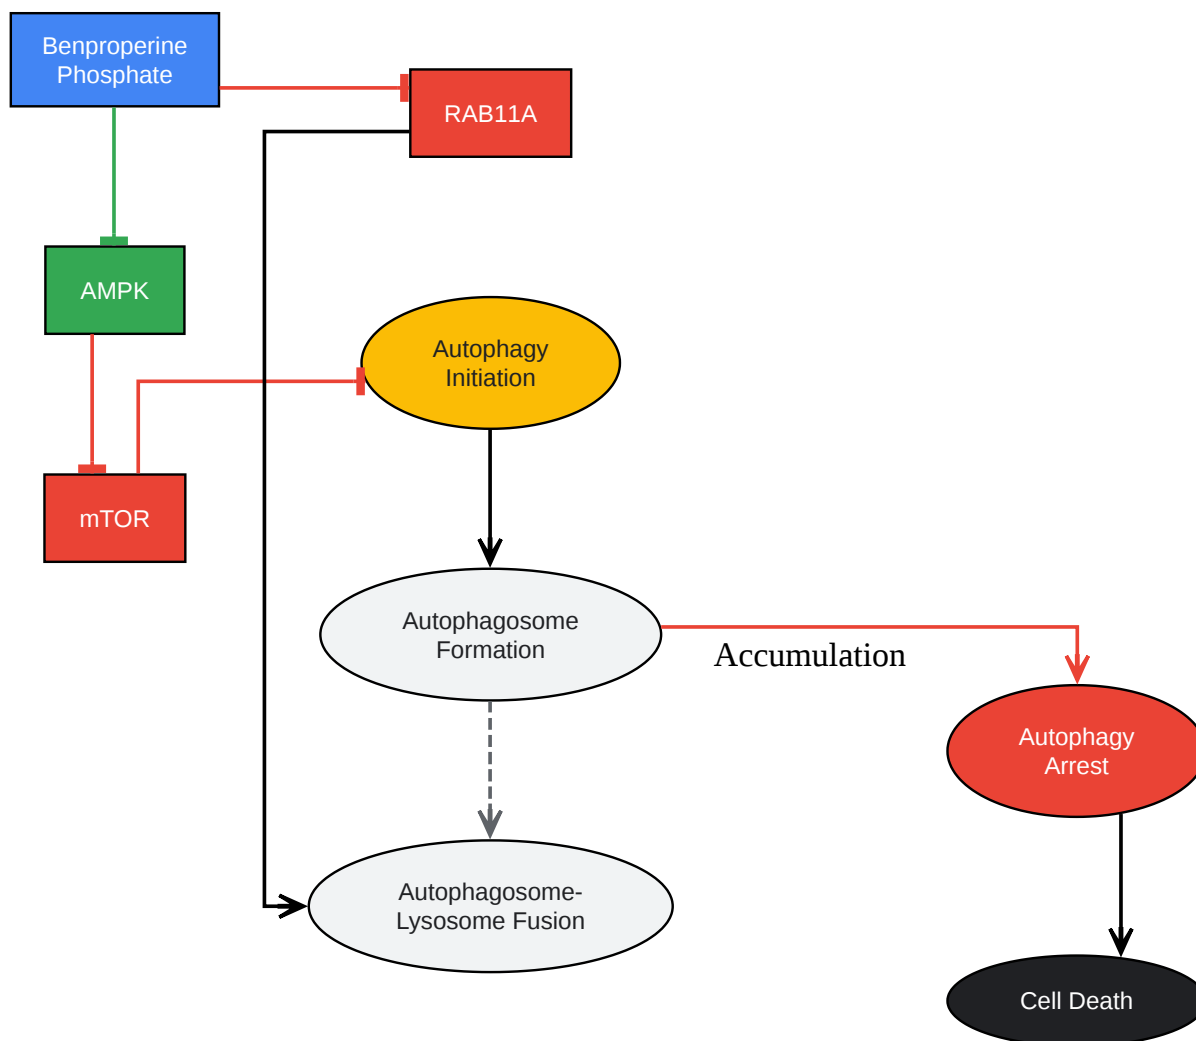 Benproperine
Phosphate
RAB11A
AMPK
Autophagy
Initiation
mTOR
Autophagosome
Formation
Accumulation
Autophagy
Arrest
Autophagosome-
Lysosome Fusion
Cell Death